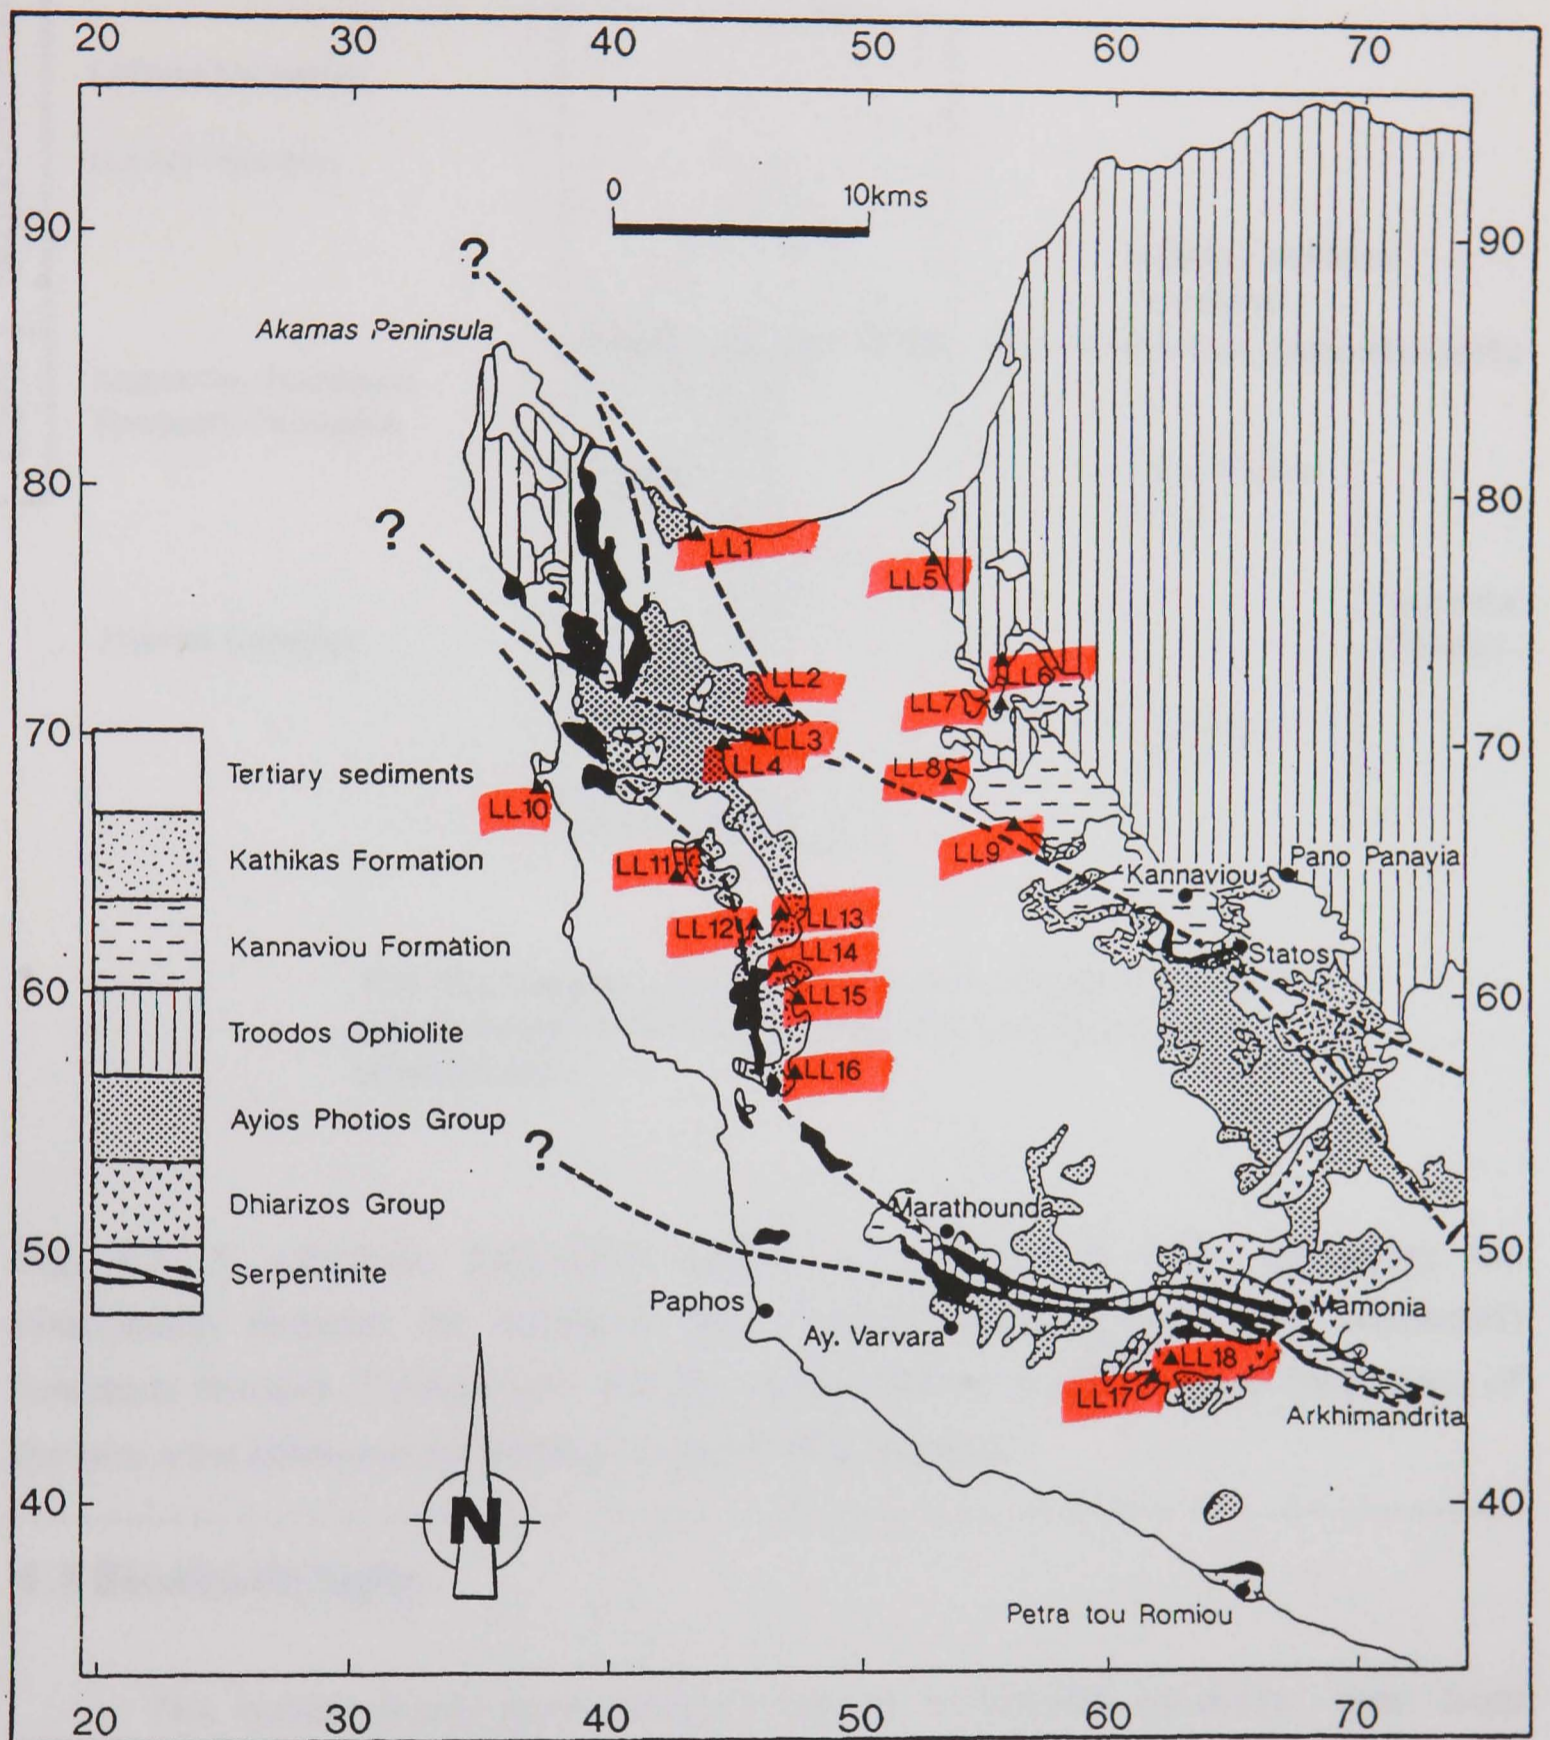 20 30 40 50 60 70
0 10kms
90 90
?
Akamas Peninsula
80 80
?
LL1
LL5
LL6
LL2
LL7
70 70
LL3
LL4
LL8
Tertiary sediments
LL10
LL9
Pano Panayia
Kathikas Formation
LL11
Kannaviou
LL13
LL12
Kannaviou Formation
LL14
Statos
60 60
LL15
Troodos Ophiolite
LL16
Ayios Photios Group
?
Dhiarizos Group
Marathounda
50 50
Serpentinite
Paphos
Mamonia
Ay. Varvara
LL18
LL17
Arkhimandrita
40 40
N
Petra tou Romiou
20 30 40 50 60 70